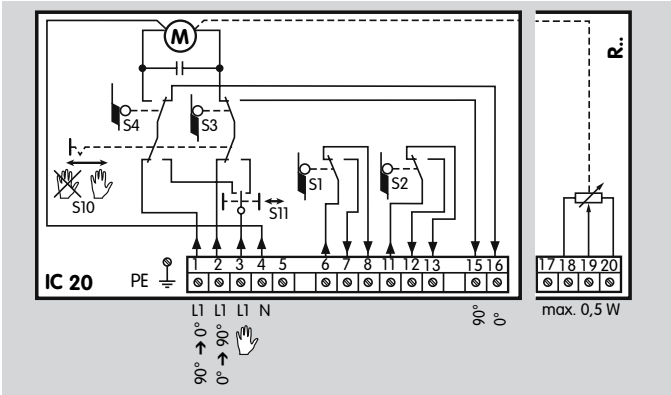 M
R..
S4
S3
S1
S2
S10
S11
IC 20
PE
1 2 3 4 5 6 7 8 11 12 13 15 16
17 18 19 20
L1 L1 L1 N
max. 0,5 W
90° → 0°
0° → 90°
90°
0°